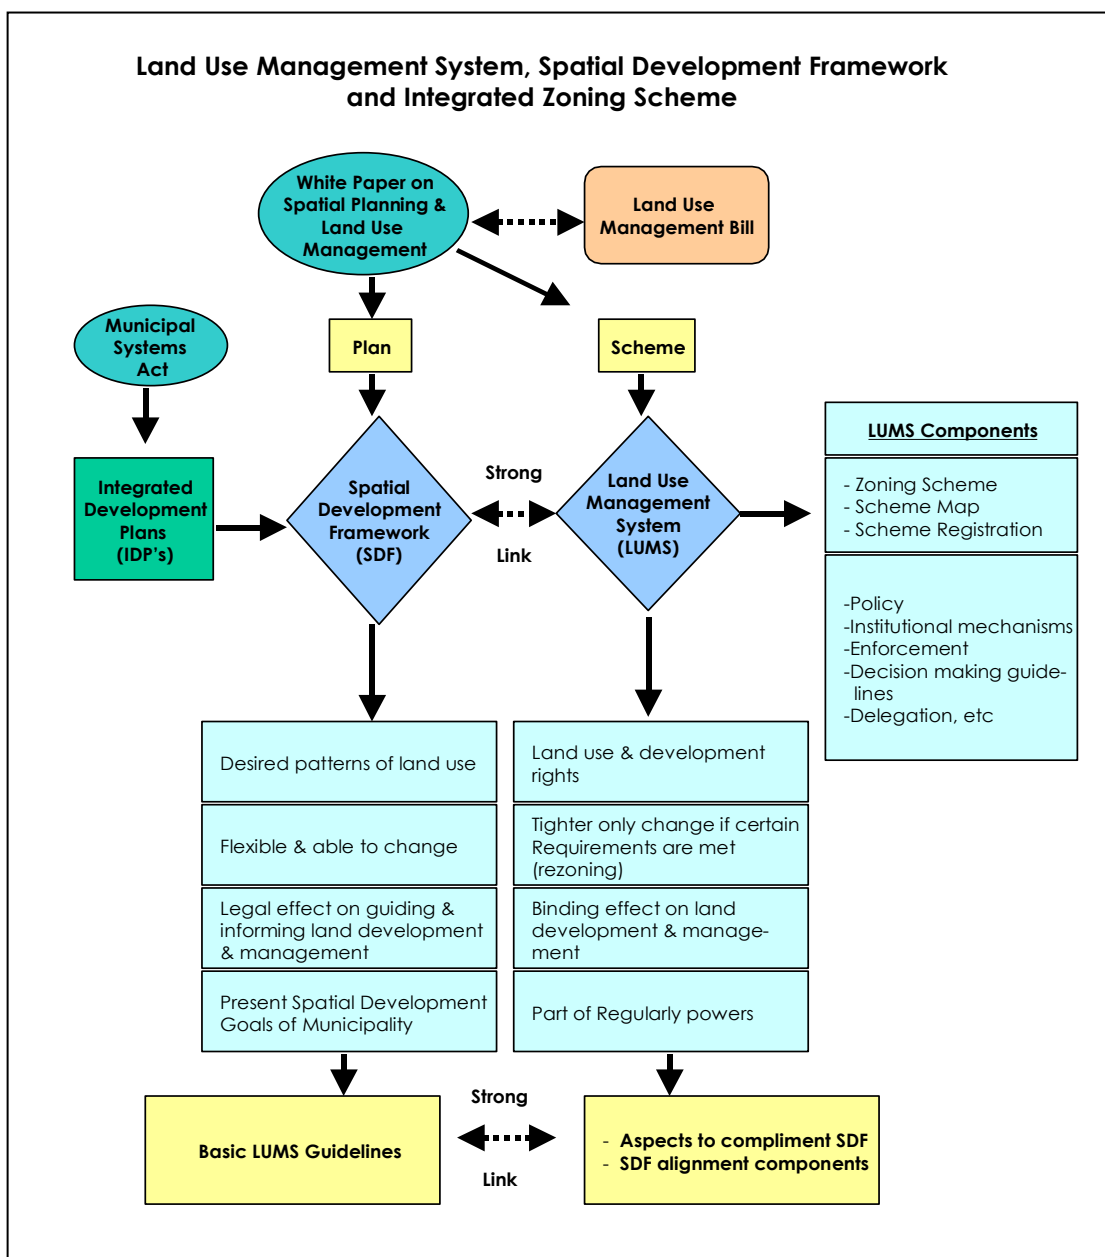 Land Use Management System, Spatial Development Framework
and Integrated Zoning Scheme
White Paper on
Spatial Planning &
Land Use
Management
Land Use
Management Bill
Municipal
Systems
Act
Plan
Scheme
Integrated
Development
Plans
(IDP's)
Spatial
Development
Framework
(SDF)
Strong
Link
Land Use
Management
System
(LUMS)
LUMS Components
- Zoning Scheme
- Scheme Map
- Scheme Registration
-Policy
-Institutional mechanisms
-Enforcement
-Decision making guide-
lines
-Delegation, etc
Desired patterns of land use
Flexible & able to change
Legal effect on guiding &
informing land development
& management
Present Spatial Development
Goals of Municipality
Land use & development
rights
Tighter only change if certain
Requirements are met
(rezoning)
Binding effect on land
development & manage-
ment
Part of Regularly powers
Basic LUMS Guidelines
Strong
Link
- Aspects to compliment SDF
- SDF alignment components